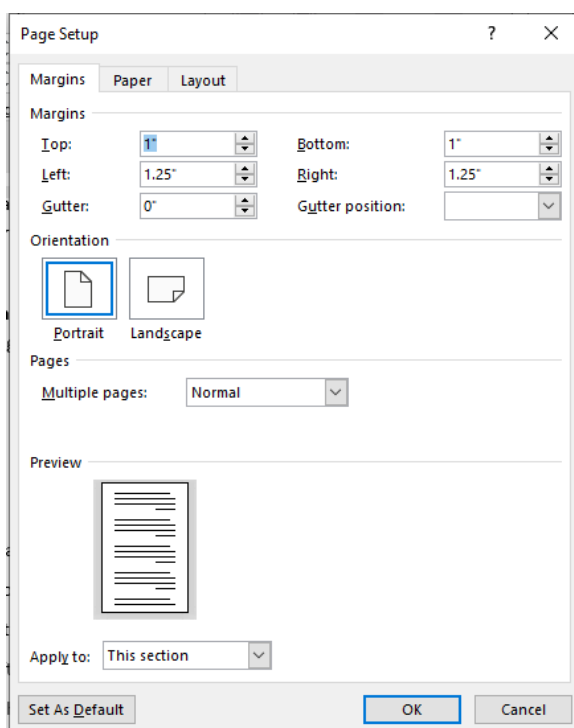 Page Setup ?
Margins Paper Layout
Margins
Top: 1" Bottom: 1"
Left: 1.25" Right: 1.25"
Gutter: 0" Gutter position:
Orientation
Portrait Landscape
Pages
Multiple pages: Normal
Preview
Apply to: This section
Set As Default OK Cancel